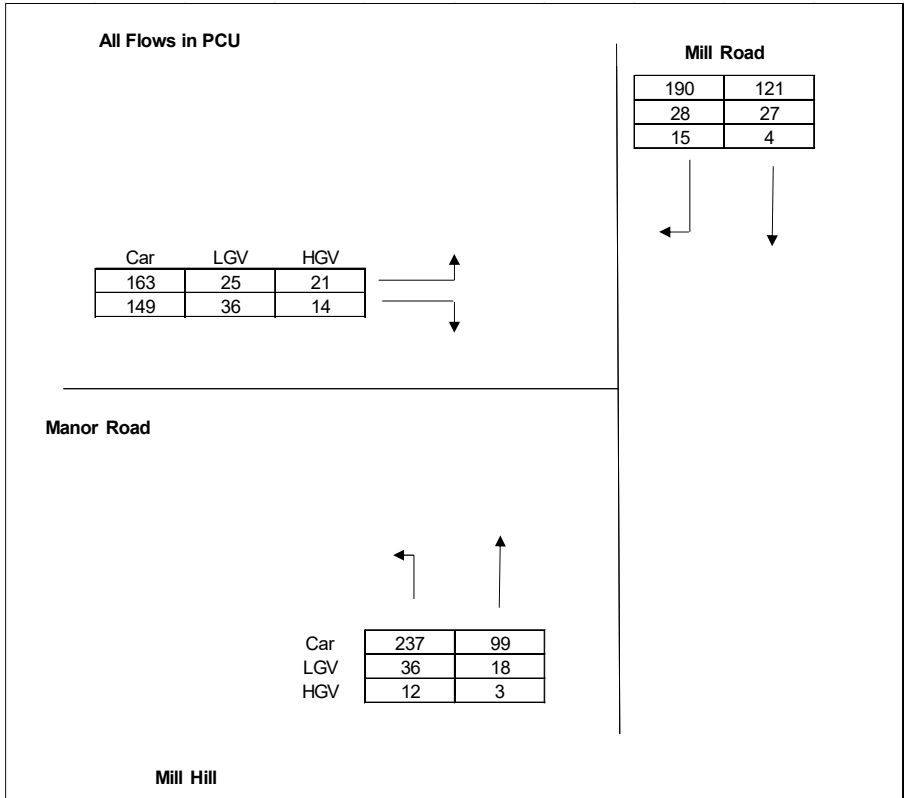 All Flows in PCU
Mill Road
190 121
28 27
15 4
Car LGV HGV
163 25 21
149 36 14
Manor Road
Car 237 99
LGV 36 18
HGV 12 3
Mill Hill